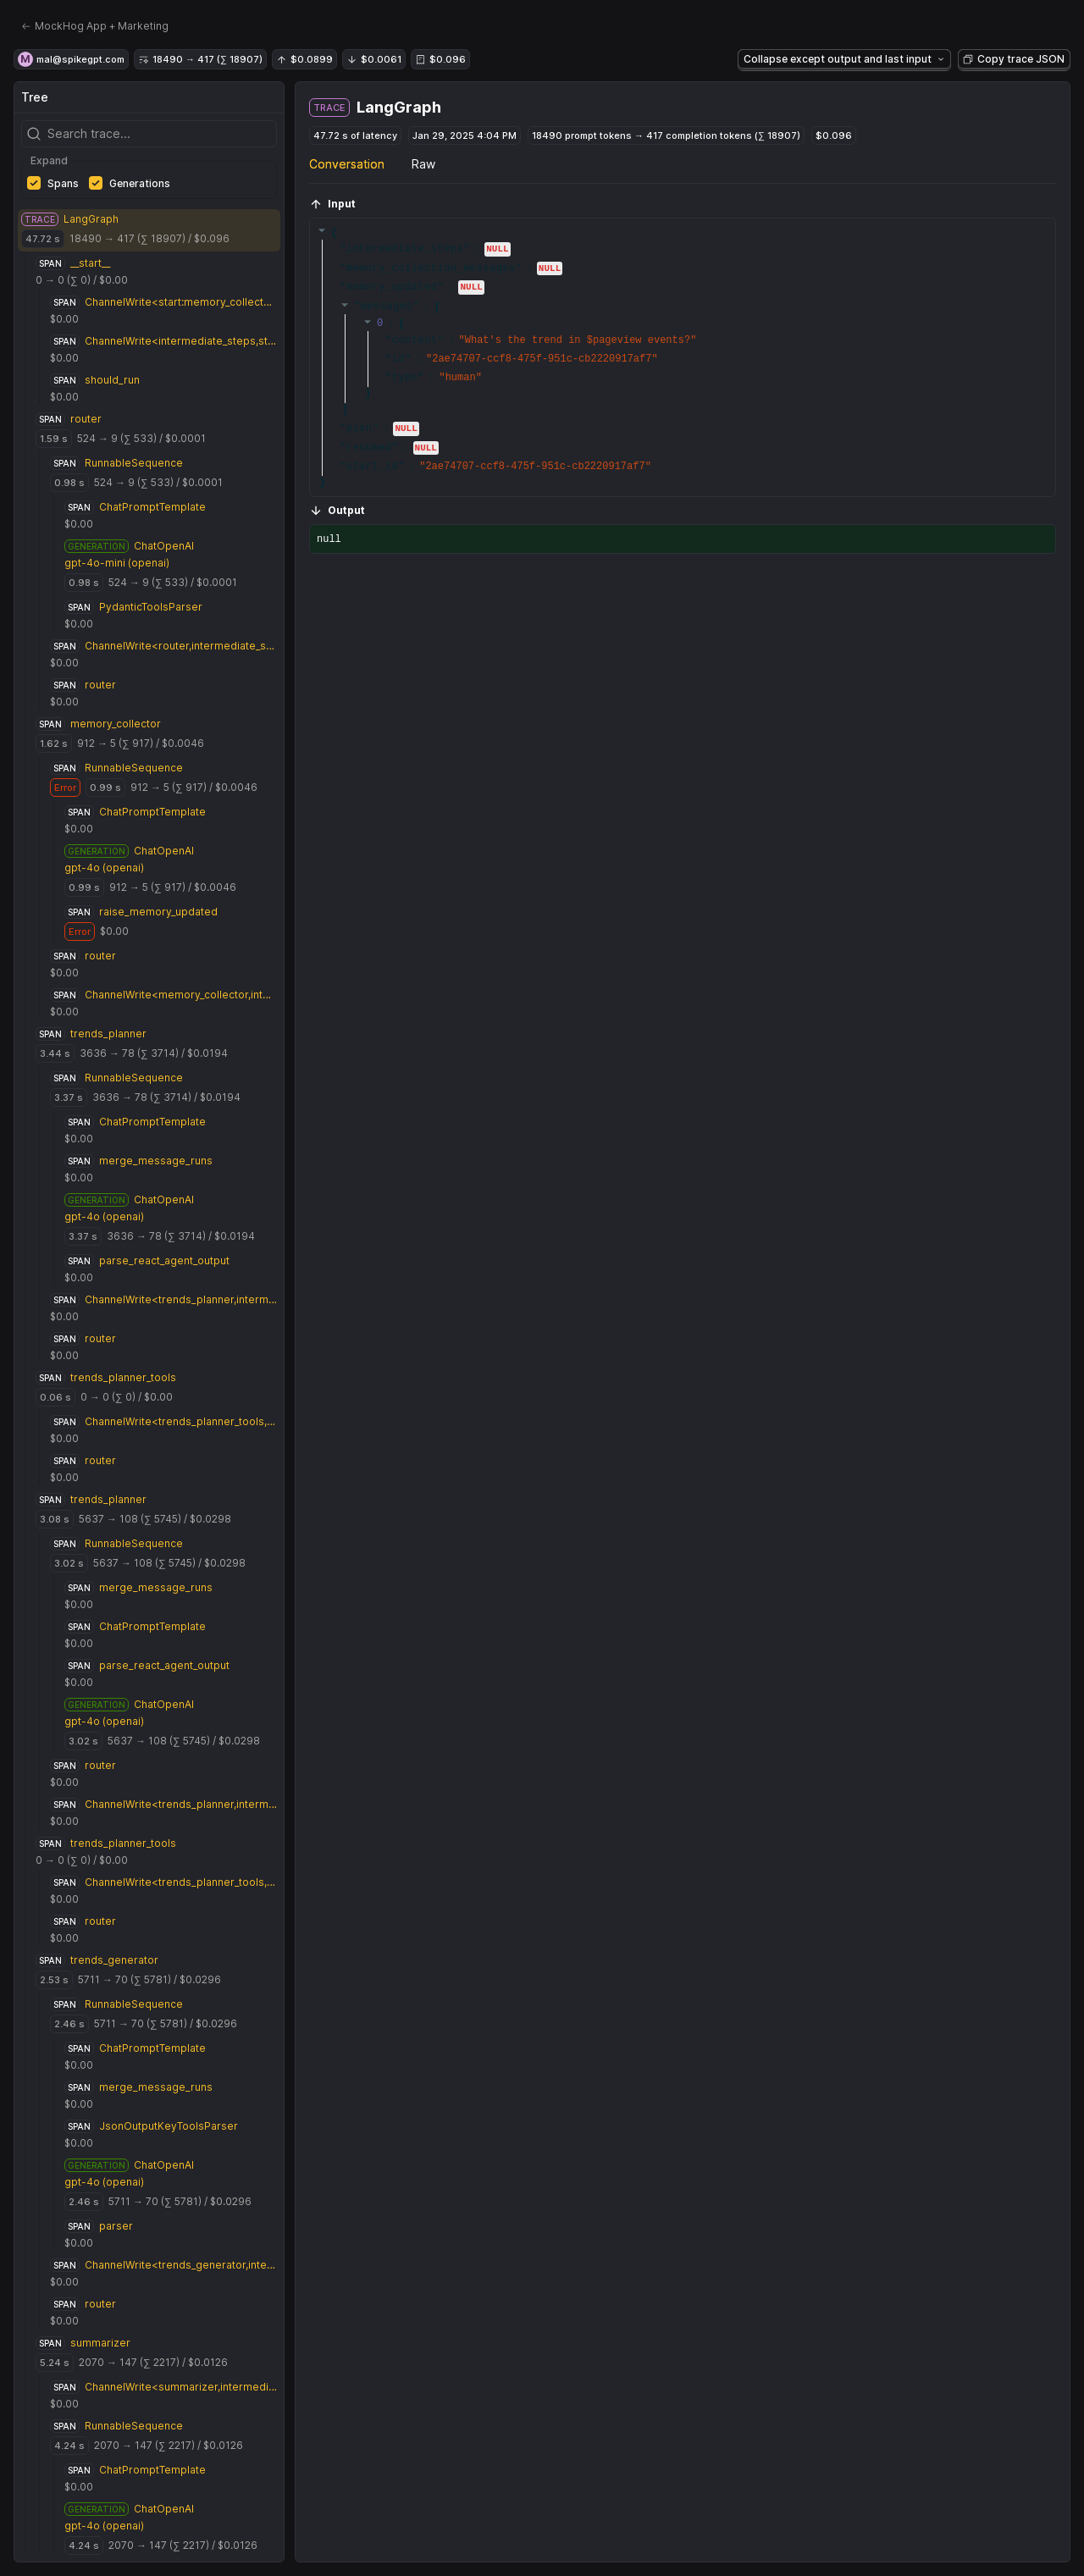 ← MockHog App + Marketing
M mal@spikegpt.com 18490 → 417 (∑ 18907) $0.0899 $0.0061 $0.096 Collapse except output and last input Copy trace JSON
Tree
Search trace...
Expand
Spans Generations
TRACE LangGraph
47.72 s 18490 → 417 (∑ 18907) / $0.096
SPAN __start__
0 → 0 (∑ 0) / $0.00
SPAN ChannelWrite<start:memory_collect...
$0.00
SPAN ChannelWrite<intermediate_steps,st...
$0.00
SPAN should_run
$0.00
SPAN router
1.59 s 524 → 9 (∑ 533) / $0.0001
SPAN RunnableSequence
0.98 s 524 → 9 (∑ 533) / $0.0001
SPAN ChatPromptTemplate
$0.00
GENERATION ChatOpenAI
gpt-4o-mini (openai)
0.98 s 524 → 9 (∑ 533) / $0.0001
SPAN PydanticToolsParser
$0.00
SPAN ChannelWrite<router,intermediate_s...
$0.00
SPAN router
$0.00
SPAN memory_collector
1.62 s 912 → 5 (∑ 917) / $0.0046
SPAN RunnableSequence
Error 0.99 s 912 → 5 (∑ 917) / $0.0046
SPAN ChatPromptTemplate
$0.00
GENERATION ChatOpenAI
gpt-4o (openai)
0.99 s 912 → 5 (∑ 917) / $0.0046
SPAN raise_memory_updated
Error $0.00
SPAN router
$0.00
SPAN ChannelWrite<memory_collector,int...
$0.00
SPAN trends_planner
3.44 s 3636 → 78 (∑ 3714) / $0.0194
SPAN RunnableSequence
3.37 s 3636 → 78 (∑ 3714) / $0.0194
SPAN ChatPromptTemplate
$0.00
SPAN merge_message_runs
$0.00
GENERATION ChatOpenAI
gpt-4o (openai)
3.37 s 3636 → 78 (∑ 3714) / $0.0194
SPAN parse_react_agent_output
$0.00
SPAN ChannelWrite<trends_planner,interm...
$0.00
SPAN router
$0.00
SPAN trends_planner_tools
0.06 s 0 → 0 (∑ 0) / $0.00
SPAN ChannelWrite<trends_planner_tools,...
$0.00
SPAN router
$0.00
SPAN trends_planner
3.08 s 5637 → 108 (∑ 5745) / $0.0298
SPAN RunnableSequence
3.02 s 5637 → 108 (∑ 5745) / $0.0298
SPAN merge_message_runs
$0.00
SPAN ChatPromptTemplate
$0.00
SPAN parse_react_agent_output
$0.00
GENERATION ChatOpenAI
gpt-4o (openai)
3.02 s 5637 → 108 (∑ 5745) / $0.0298
SPAN router
$0.00
SPAN ChannelWrite<trends_planner,interm...
$0.00
SPAN trends_planner_tools
0 → 0 (∑ 0) / $0.00
SPAN ChannelWrite<trends_planner_tools,...
$0.00
SPAN router
$0.00
SPAN trends_generator
2.53 s 5711 → 70 (∑ 5781) / $0.0296
SPAN RunnableSequence
2.46 s 5711 → 70 (∑ 5781) / $0.0296
SPAN ChatPromptTemplate
$0.00
SPAN merge_message_runs
$0.00
SPAN JsonOutputKeyToolsParser
$0.00
GENERATION ChatOpenAI
gpt-4o (openai)
2.46 s 5711 → 70 (∑ 5781) / $0.0296
SPAN parser
$0.00
SPAN ChannelWrite<trends_generator,inte...
$0.00
SPAN router
$0.00
SPAN summarizer
5.24 s 2070 → 147 (∑ 2217) / $0.0126
SPAN ChannelWrite<summarizer,intermedi...
$0.00
SPAN RunnableSequence
4.24 s 2070 → 147 (∑ 2217) / $0.0126
SPAN ChatPromptTemplate
$0.00
GENERATION ChatOpenAI
gpt-4o (openai)
4.24 s 2070 → 147 (∑ 2217) / $0.0126
TRACE LangGraph
47.72 s of latency Jan 29, 2025 4:04 PM 18490 prompt tokens → 417 completion tokens (∑ 18907) $0.096
Conversation Raw
Input
NULL
NULL
NULL
0
"What's the trend in $pageview events?"
"2ae74707-ccf8-475f-951c-cb2220917af7"
"human"
NULL
NULL
"2ae74707-ccf8-475f-951c-cb2220917af7"
Output
null